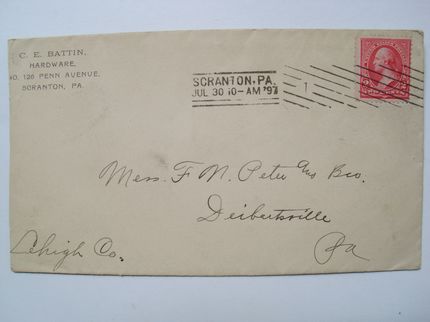 C. E. BATTIN,
HARDWARE,
NO. 126 PENN AVENUE,
SCRANTON, PA.
SCRANTON, PA.
JUL 30 10-AM '97
1
Mess. F M. Peter Bro.
Deibertsville
Lehigh Co.
Pa